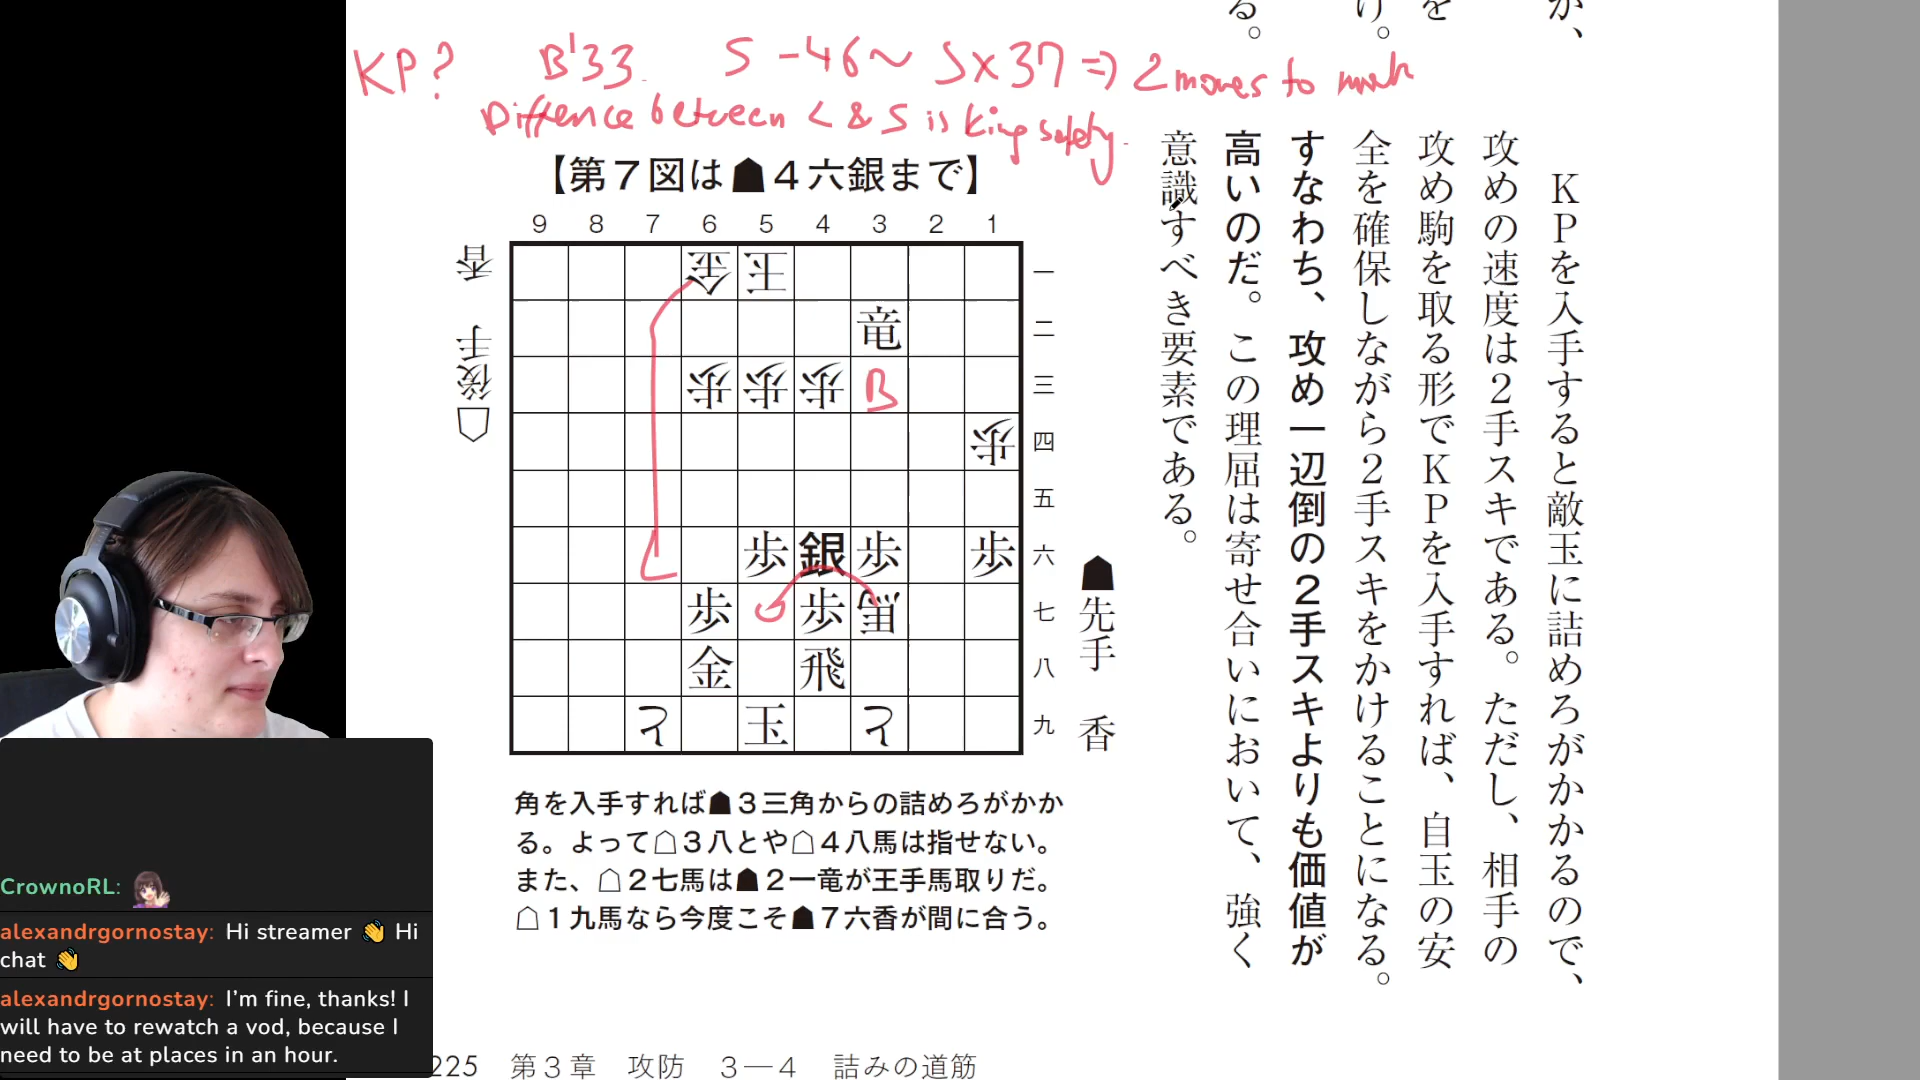 る。
け。
を
か、
KP? B'33. S-46~ S×37 => 2 moves to
Diffence between L & S is king safety.
【第７図は☗４六銀まで】
9 8 7 6 5 4 3 2 1
金 王 一
竜 二
歩 歩 歩 B 三
歩 四
五
歩 銀 歩 歩 六
歩 歩 馬 七
金 飛 八
と 玉 と 九
☖後手 香
☗先手 香
角を入手すれば☗３三角からの詰めろがかか
る。よって☖３八とや☖４八馬は指せない。
また、☖２七馬は☗２一竜が王手馬取りだ。
☖１九馬なら今度こそ☗７六香が間に合う。
ＫＰを入手すると敵玉に詰めろがかかるので、
攻めの速度は２手スキである。ただし、相手の
攻め駒を取る形でＫＰを入手すれば、自玉の安
全を確保しながら２手スキをかけることになる。
すなわち、攻め一辺倒の２手スキよりも価値が
高いのだ。この理屈は寄せ合いにおいて、強く
意識すべき要素である。
225 第３章 攻防 ３―４ 詰みの道筋
CrownoRL:
alexandrgornostay: Hi streamer 👋 Hi
chat 👋
alexandrgornostay: I'm fine, thanks! I
will have to rewatch a vod, because I
need to be at places in an hour.